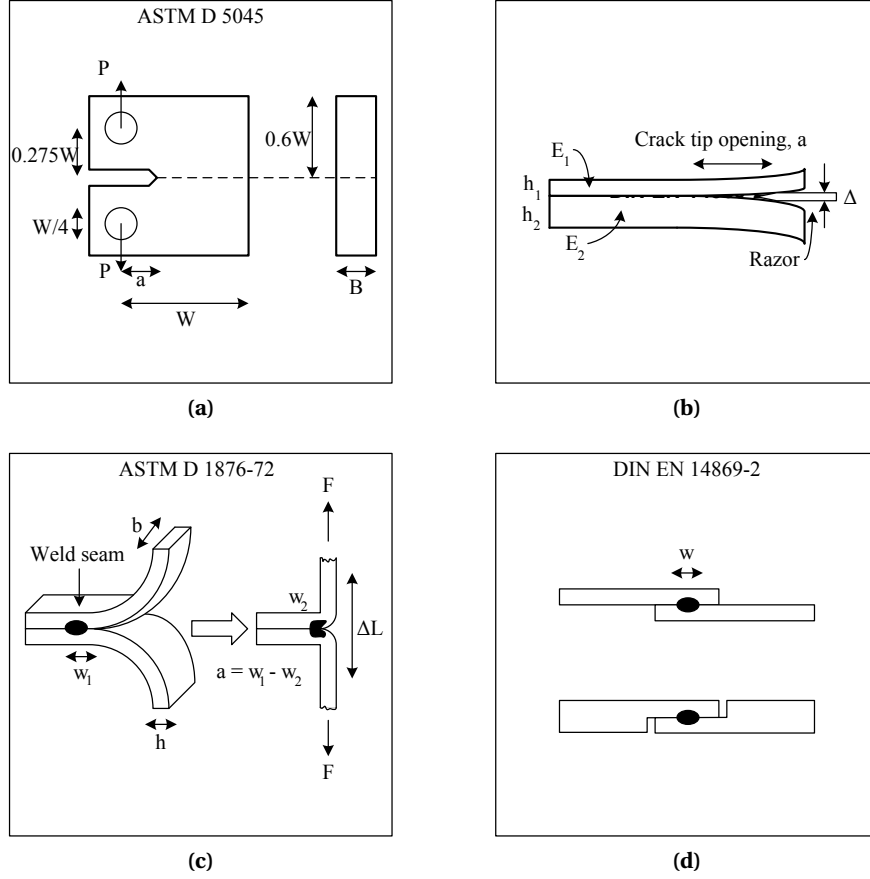 ASTM D 5045
P
0.275W
0.6W
W/4
P
a
B
W
(a)
Crack tip opening, a
E₁
h₁
h₂
Δ
E₂
Razor
(b)
ASTM D 1876-72
F
b
Weld seam
w₂
ΔL
w₁
a = w₁ - w₂
h
F
(c)
DIN EN 14869-2
w
(d)